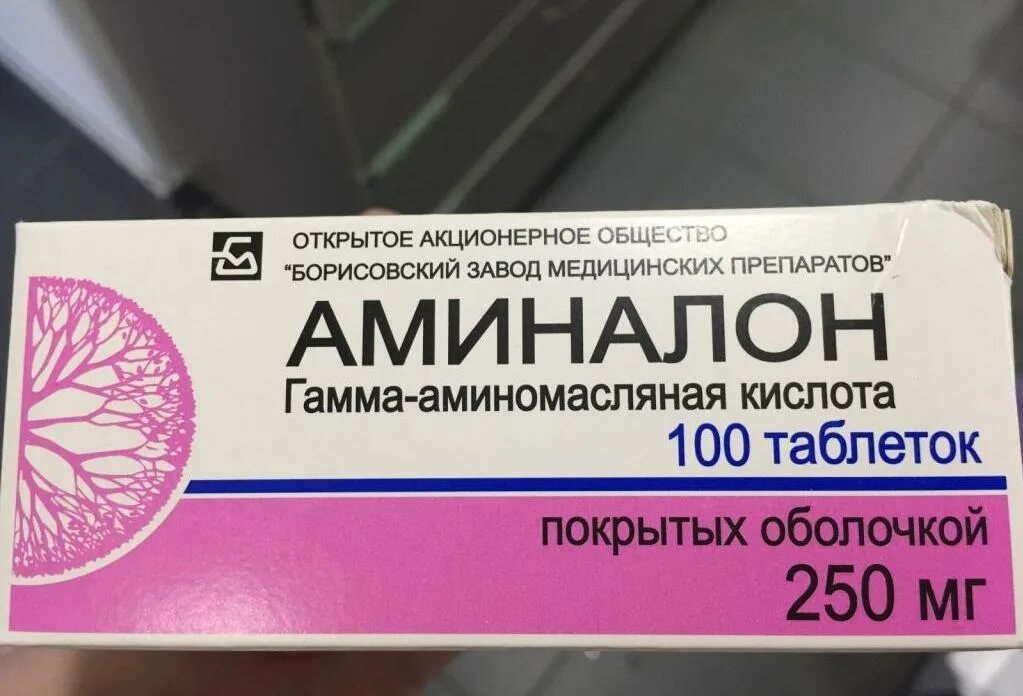 ОТКРЫТОЕ АКЦИОНЕРНОЕ ОБЩЕСТВО
"БОРИСОВСКИЙ ЗАВОД МЕДИЦИНСКИХ ПРЕПАРАТОВ"
АМИНАЛОН
Гамма-аминомасляная кислота
100 таблеток
покрытых оболочкой
250 мг